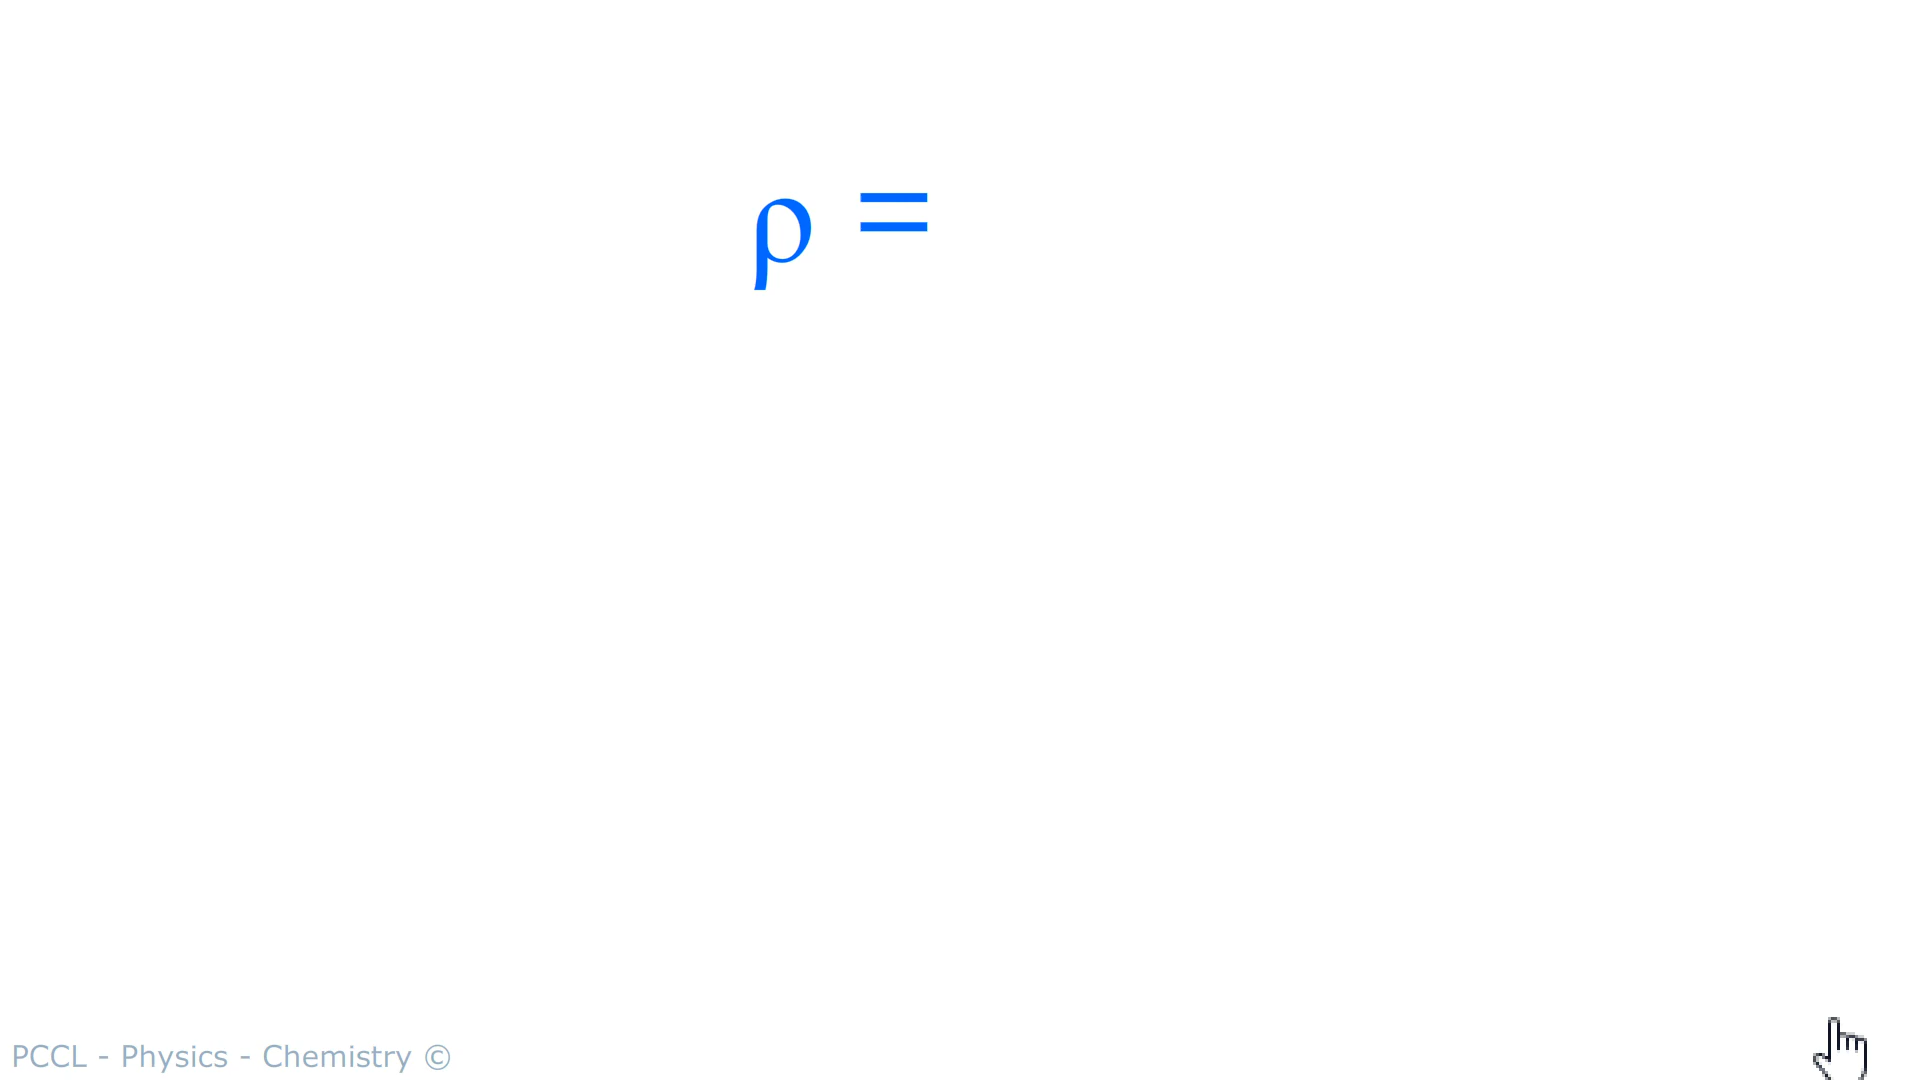 ρ =
PCCL - Physics - Chemistry ©